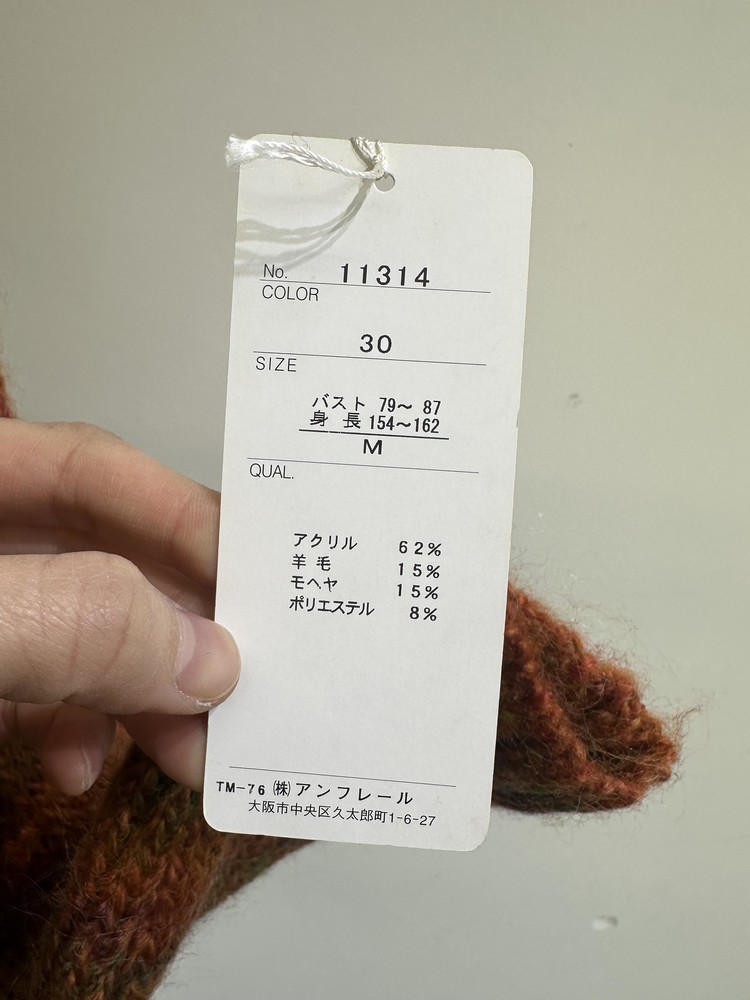 No. 11314
COLOR
30
SIZE
バスト 79〜 87
身 長 154〜162
M
QUAL.
アクリル 62%
羊毛 15%
モヘヤ 15%
ポリエステル 8%
TM-76 ㈱アンフレール
大阪市中央区久太郎町1-6-27